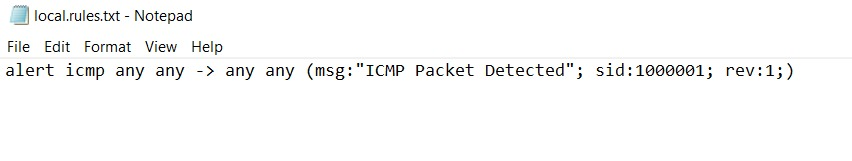 local.rules.txt - Notepad
File Edit Format View Help
alert icmp any any -> any any (msg:"ICMP Packet Detected"; sid:1000001; rev:1;)